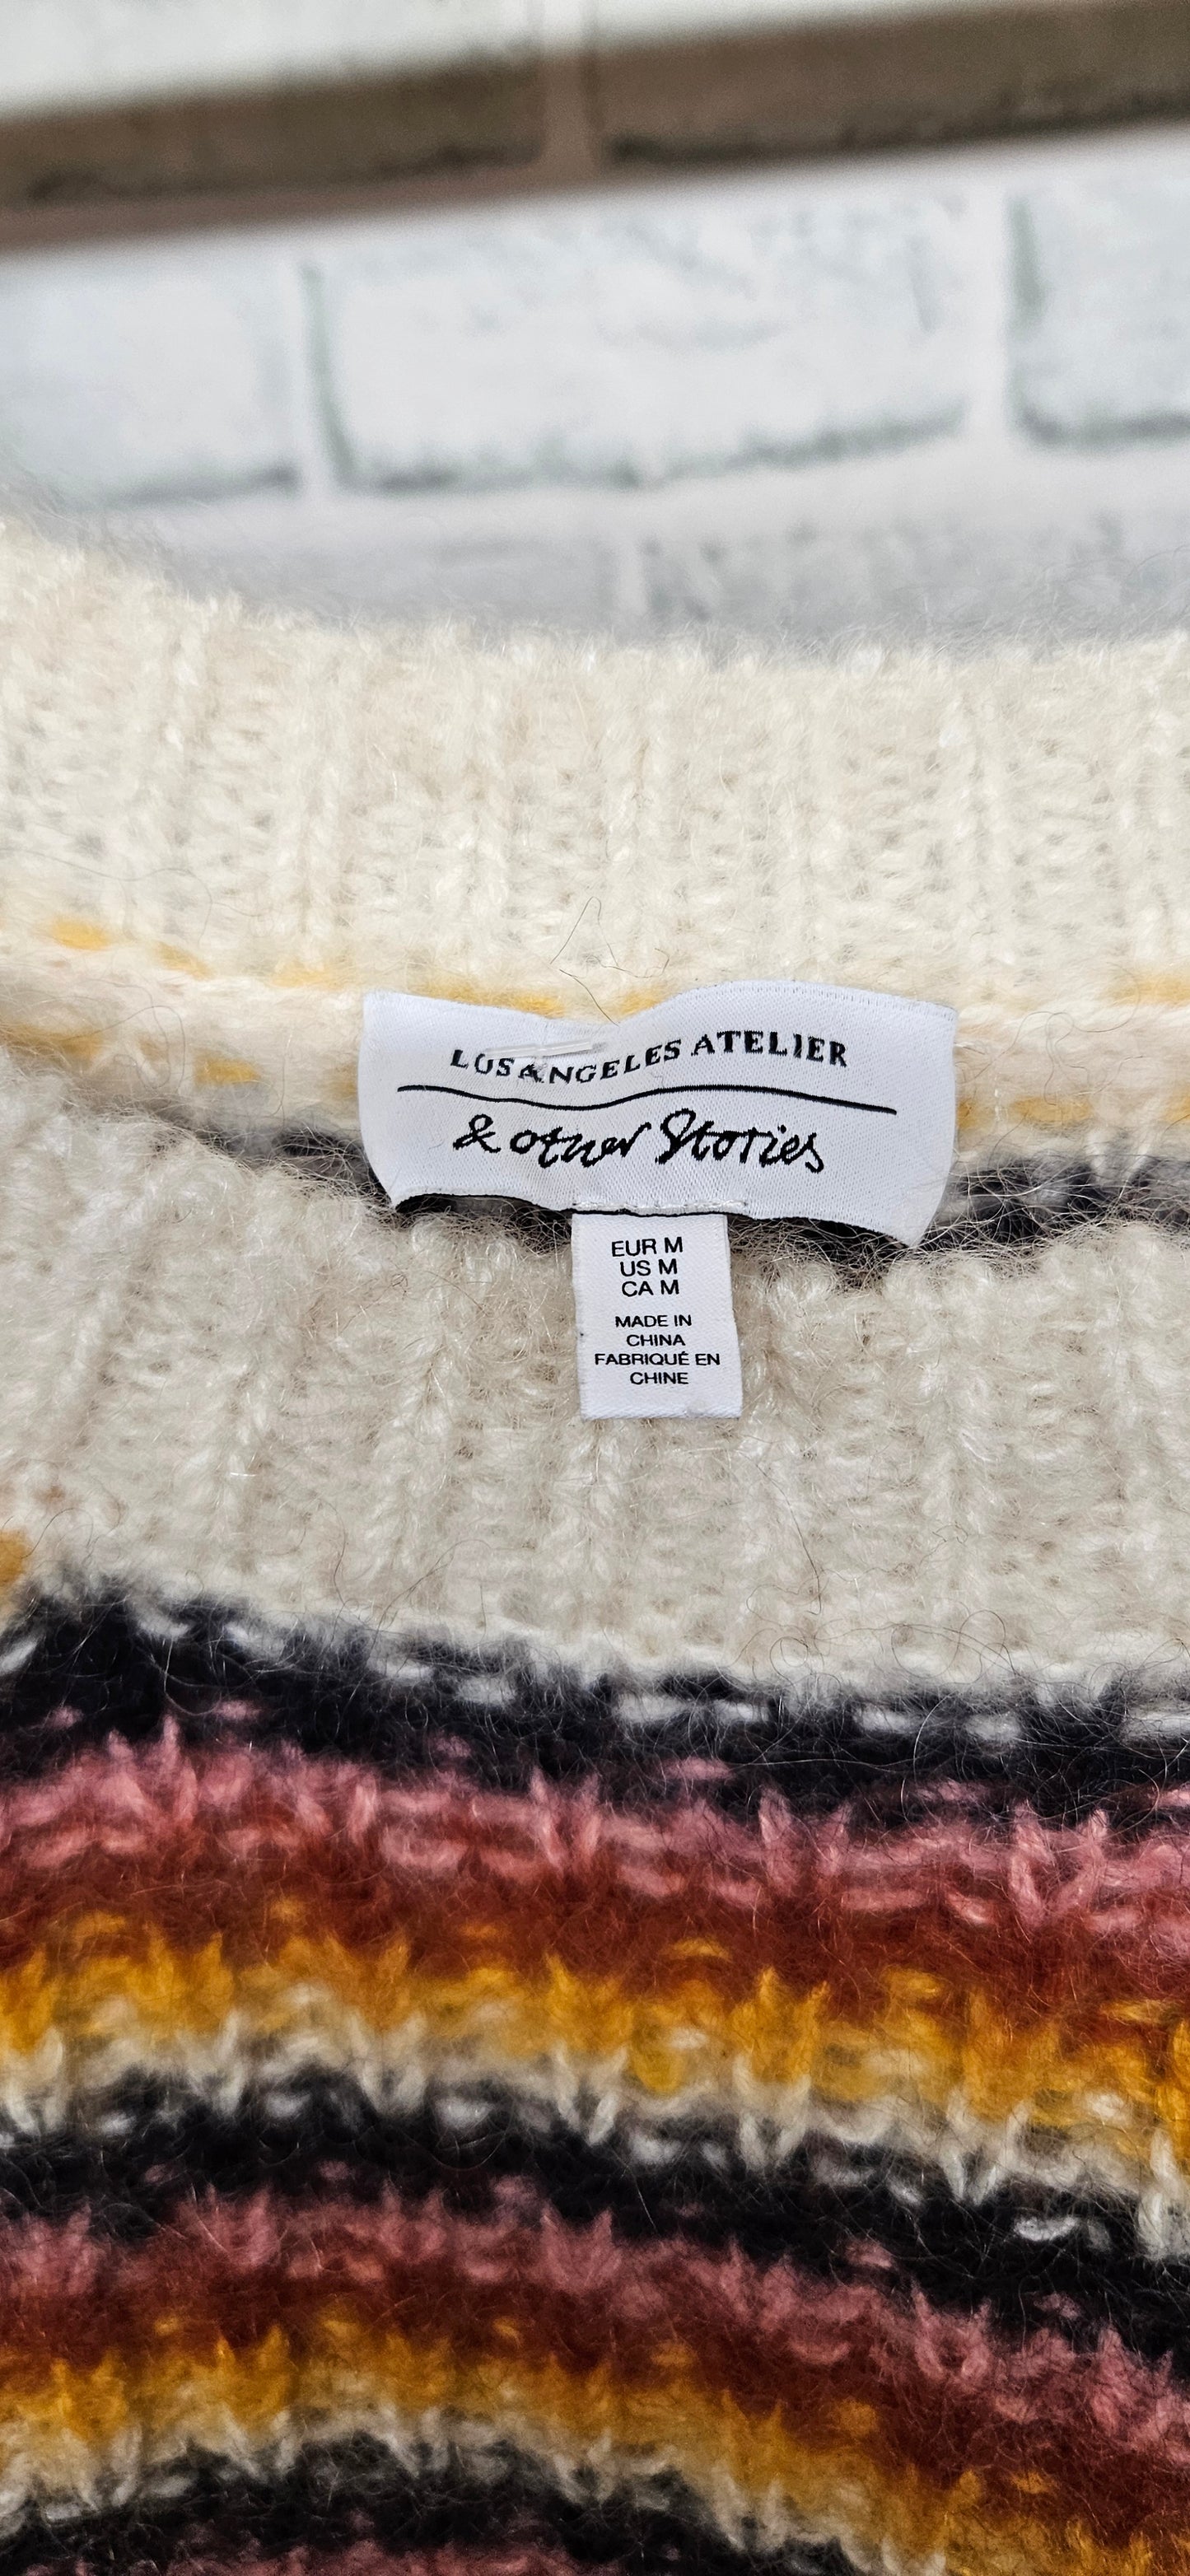 LOS ANGELES ATELIER
& other Stories
EUR M
US M
CA M
MADE IN
CHINA
FABRIQUÉ EN
CHINE